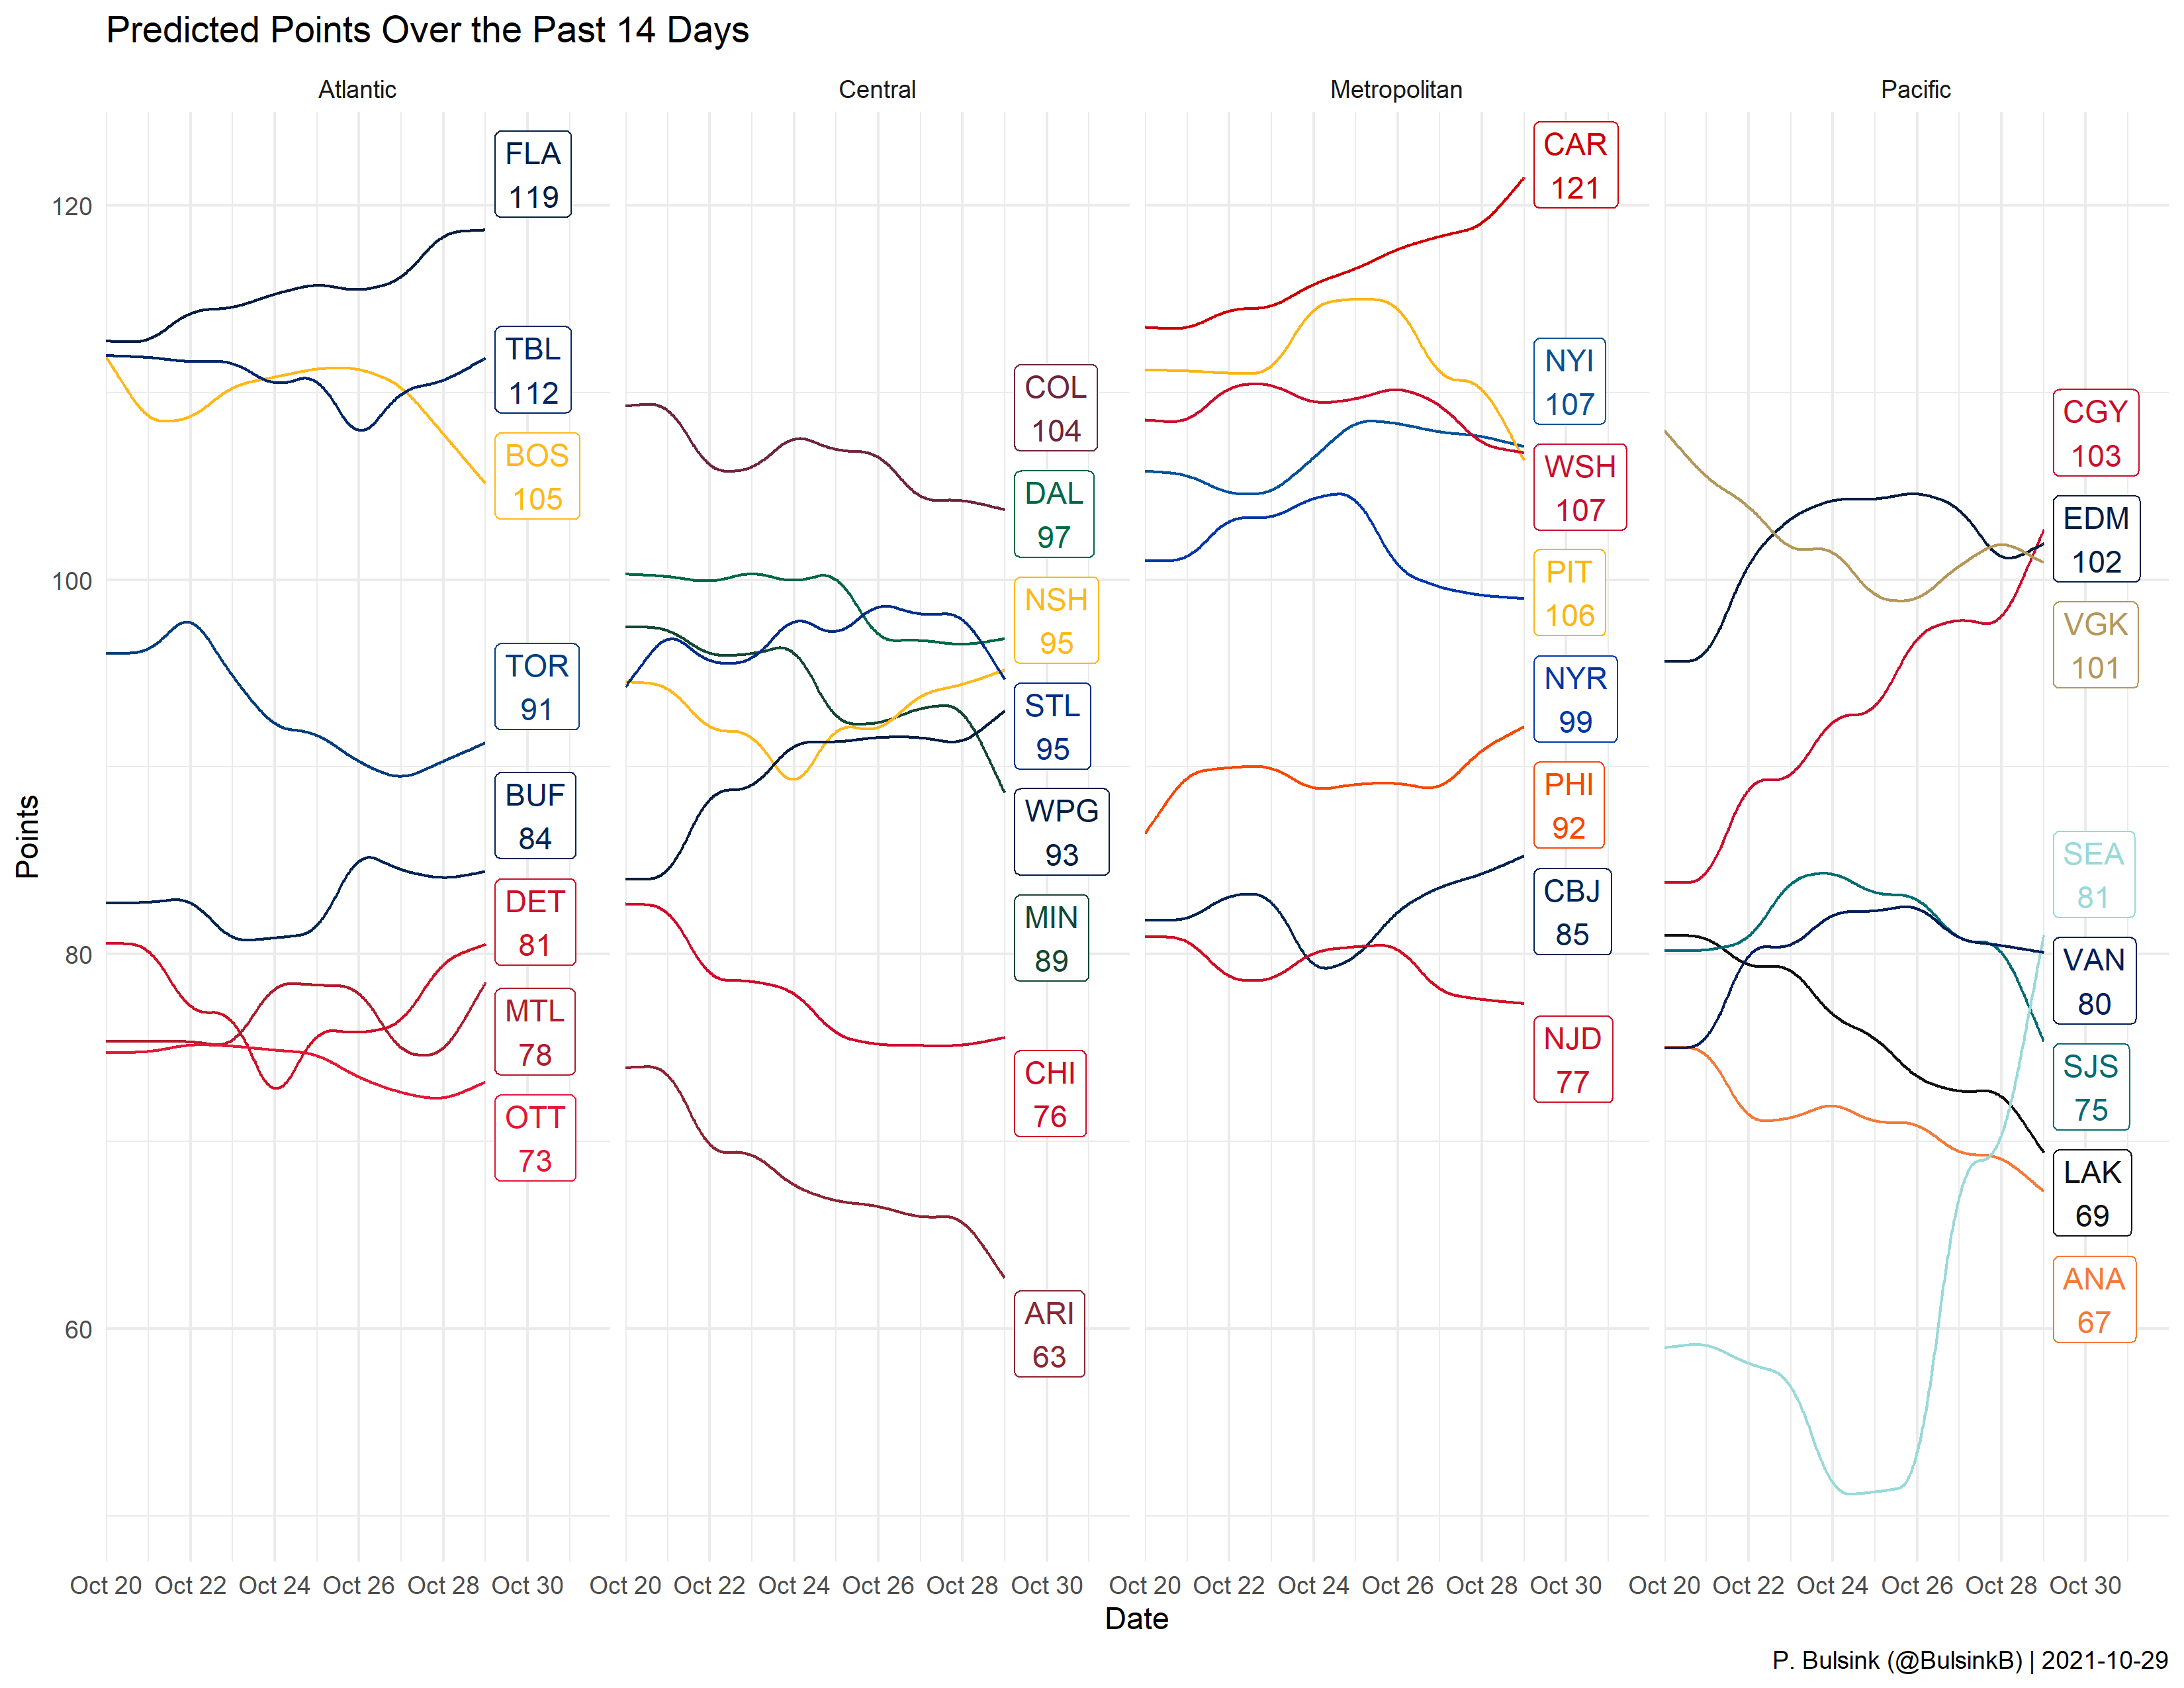 Predicted Points Over the Past 14 Days
Atlantic
Central
Metropolitan
Pacific
Points
120
100
80
60
FLA
119
TBL
112
BOS
105
TOR
91
BUF
84
DET
81
MTL
78
OTT
73
COL
104
DAL
97
NSH
95
STL
95
WPG
93
MIN
89
CHI
76
ARI
63
CAR
121
NYI
107
WSH
107
PIT
106
NYR
99
PHI
92
CBJ
85
NJD
77
CGY
103
EDM
102
VGK
101
SEA
81
VAN
80
SJS
75
LAK
69
ANA
67
Oct 20 Oct 22 Oct 24 Oct 26 Oct 28 Oct 30
Oct 20 Oct 22 Oct 24 Oct 26 Oct 28 Oct 30
Oct 20 Oct 22 Oct 24 Oct 26 Oct 28 Oct 30
Oct 20 Oct 22 Oct 24 Oct 26 Oct 28 Oct 30
Date
P. Bulsink (@BulsinkB) | 2021-10-29